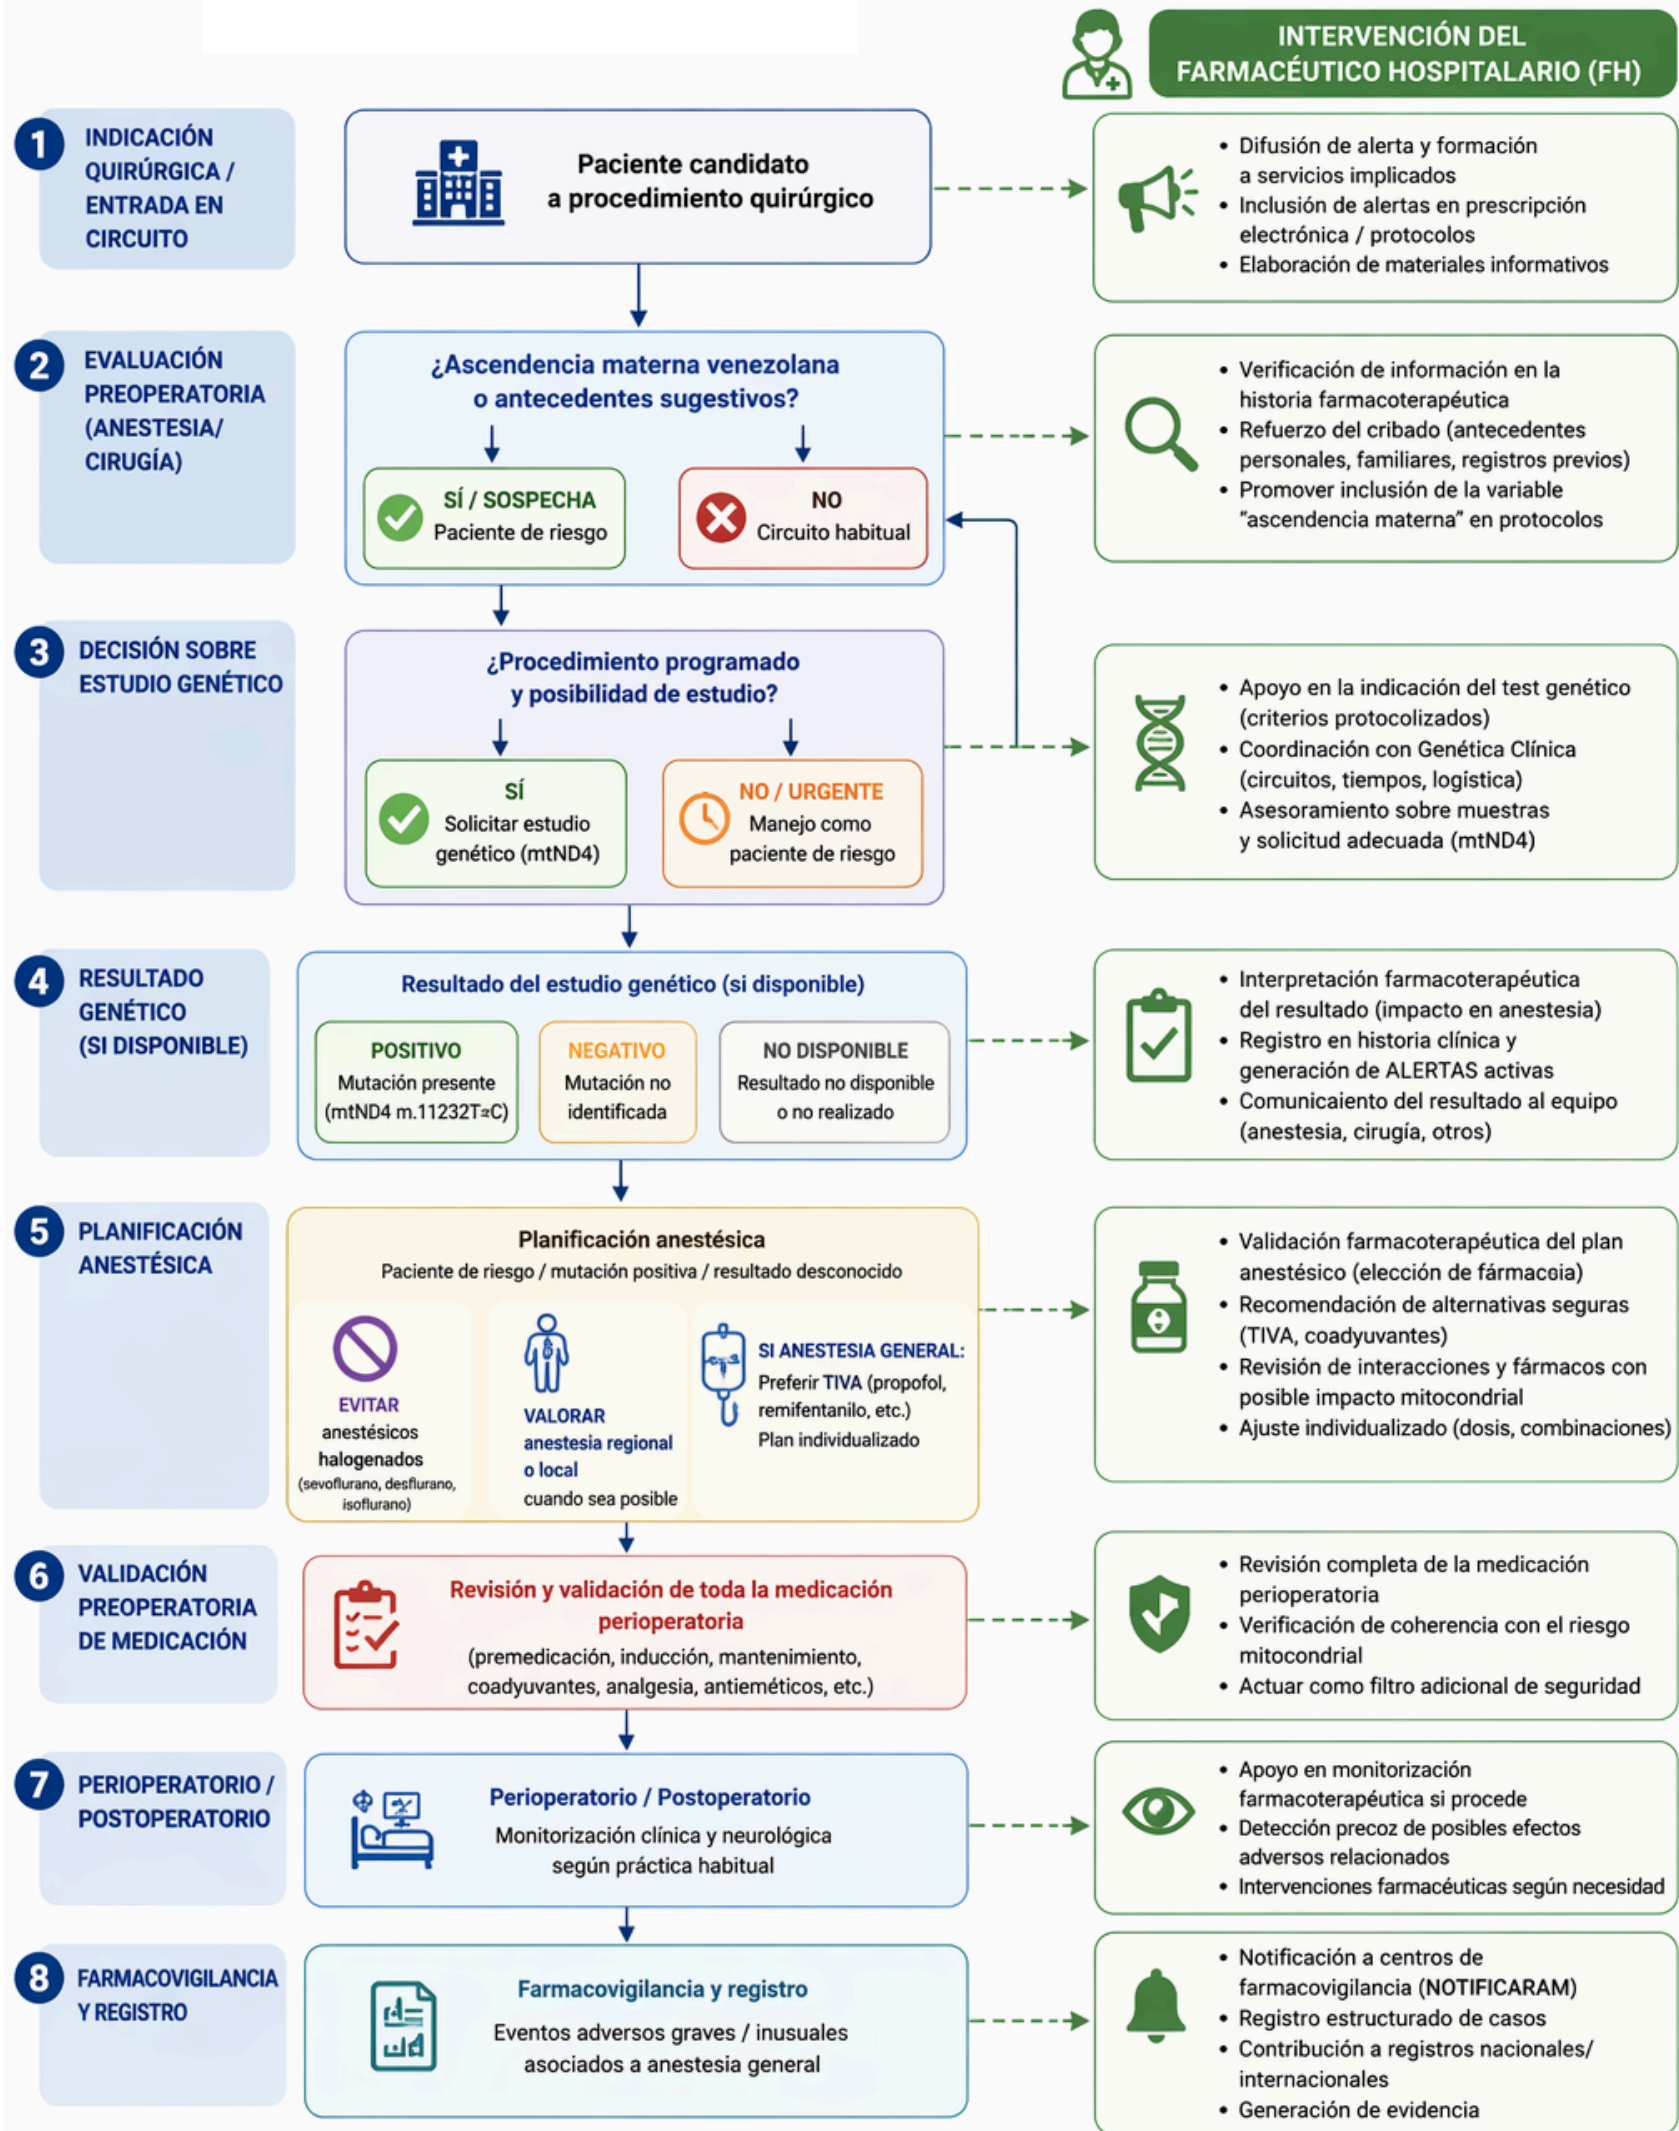 INTERVENCIÓN DEL
FARMACÉUTICO HOSPITALARIO (FH)
1
INDICACIÓN
QUIRÚRGICA /
ENTRADA EN
CIRCUITO
Paciente candidato
a procedimiento quirúrgico
• Difusión de alerta y formación
a servicios implicados
• Inclusión de alertas en prescripción
electrónica / protocolos
• Elaboración de materiales informativos
2
EVALUACIÓN
PREOPERATORIA
(ANESTESIA/
CIRUGÍA)
¿Ascendencia materna venezolana
o antecedentes sugestivos?
SÍ / SOSPECHA
Paciente de riesgo
NO
Circuito habitual
• Verificación de información en la
historia farmacoterapéutica
• Refuerzo del cribado (antecedentes
personales, familiares, registros previos)
• Promover inclusión de la variable
"ascendencia materna" en protocolos
3
DECISIÓN SOBRE
ESTUDIO GENÉTICO
¿Procedimiento programado
y posibilidad de estudio?
SÍ
Solicitar estudio
genético (mtND4)
NO / URGENTE
Manejo como
paciente de riesgo
• Apoyo en la indicación del test genético
(criterios protocolizados)
• Coordinación con Genética Clínica
(circuitos, tiempos, logística)
• Asesoramiento sobre muestras
y solicitud adecuada (mtND4)
4
RESULTADO
GENÉTICO
(SI DISPONIBLE)
Resultado del estudio genético (si disponible)
POSITIVO
Mutación presente
(mtND4 m.11232T=C)
NEGATIVO
Mutación no
identificada
NO DISPONIBLE
Resultado no disponible
o no realizado
• Interpretación farmacoterapéutica
del resultado (impacto en anestesia)
• Registro en historia clínica y
generación de ALERTAS activas
• Comunicaiento del resultado al equipo
(anestesia, cirugía, otros)
5
PLANIFICACIÓN
ANESTÉSICA
Planificación anestésica
Paciente de riesgo / mutación positiva / resultado desconocido
EVITAR
anestésicos
halogenados
(sevoflurano, desflurano,
isoflurano)
VALORAR
anestesia regional
o local
cuando sea posible
SI ANESTESIA GENERAL:
Preferir TIVA (propofol,
remifentanilo, etc.)
Plan individualizado
• Validación farmacoterapéutica del plan
anestésico (elección de fármacoia)
• Recomendación de alternativas seguras
(TIVA, coadyuvantes)
• Revisión de interacciones y fármacos con
posible impacto mitocondrial
• Ajuste individualizado (dosis, combinaciones)
6
VALIDACIÓN
PREOPERATORIA
DE MEDICACIÓN
Revisión y validación de toda la medicación
perioperatoria
(premedicación, inducción, mantenimiento,
coadyuvantes, analgesia, antieméticos, etc.)
• Revisión completa de la medicación
perioperatoria
• Verificación de coherencia con el riesgo
mitocondrial
• Actuar como filtro adicional de seguridad
7
PERIOPERATORIO /
POSTOPERATORIO
Perioperatorio / Postoperatorio
Monitorización clínica y neurológica
según práctica habitual
• Apoyo en monitorización
farmacoterapéutica si procede
• Detección precoz de posibles efectos
adversos relacionados
• Intervenciones farmacéuticas según necesidad
8
FARMACOVIGILANCIA
Y REGISTRO
Farmacovigilancia y registro
Eventos adversos graves / inusuales
asociados a anestesia general
• Notificación a centros de
farmacovigilancia (NOTIFICARAM)
• Registro estructurado de casos
• Contribución a registros nacionales/
internacionales
• Generación de evidencia